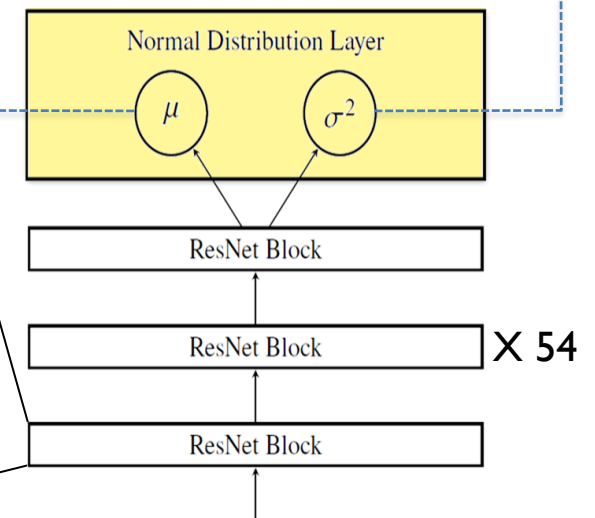 Normal Distribution Layer
μ
σ²
ResNet Block
ResNet Block
X 54
ResNet Block